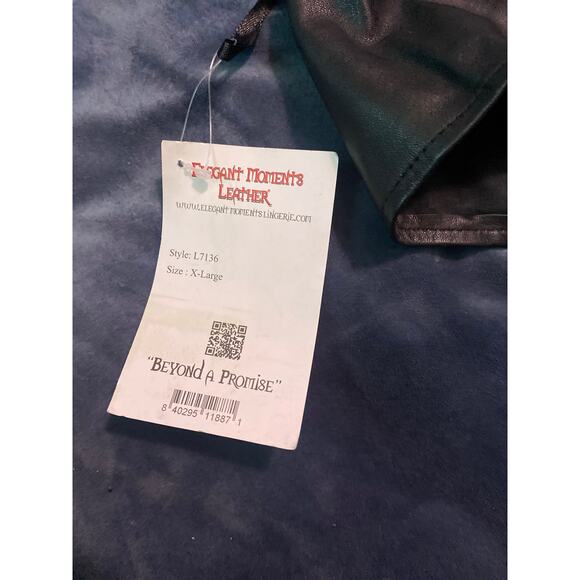 ELEGANT MOMENTS
LEATHER
WWW.ELEGANTMOMENTSLINGERIE.COM
Style: L7136
Size : X-Large
"BEYOND A PROMISE"
8 40295 11887 1